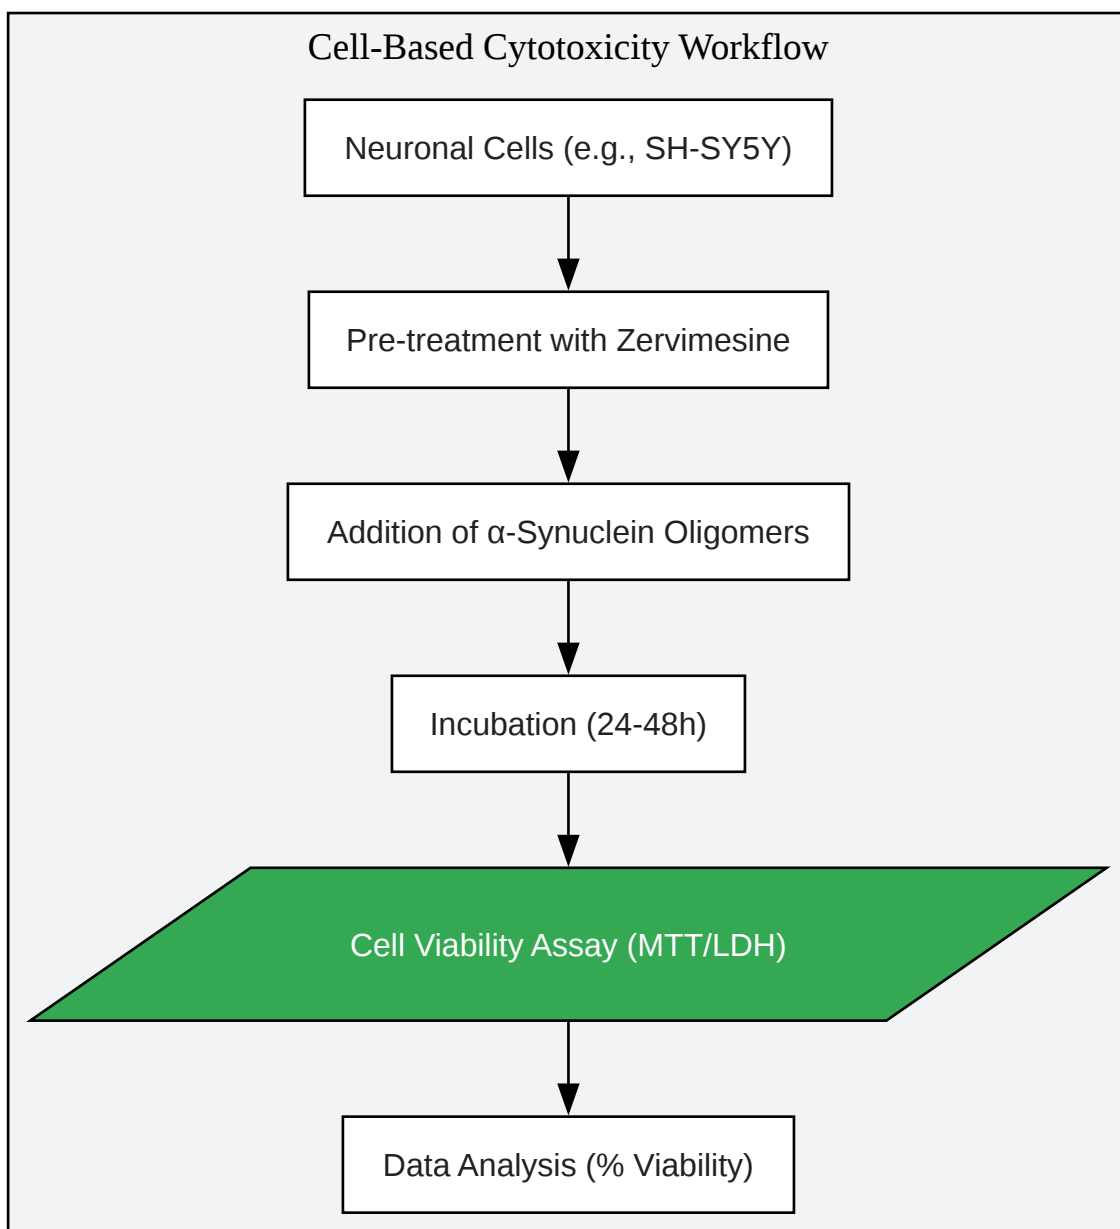 Cell-Based Cytotoxicity Workflow
Neuronal Cells (e.g., SH-SY5Y)
Pre-treatment with Zervimesine
Addition of α-Synuclein Oligomers
Incubation (24-48h)
Cell Viability Assay (MTT/LDH)
Data Analysis (% Viability)